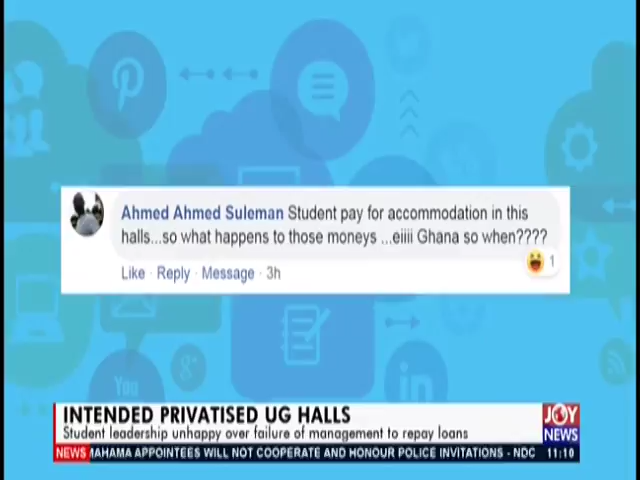 Ahmed Ahmed Suleman Student pay for accommodation in this
halls...so what happens to those moneys ...eiiii Ghana so when????
1
Like · Reply · Message · 3h
You
g+
in
INTENDED PRIVATISED UG HALLS
Student leadership unhappy over failure of management to repay loans
JOY
NEWS
NEWS MAHAMA APPOINTEES WILL NOT COOPERATE AND HONOUR POLICE INVITATIONS - NDC 11:10